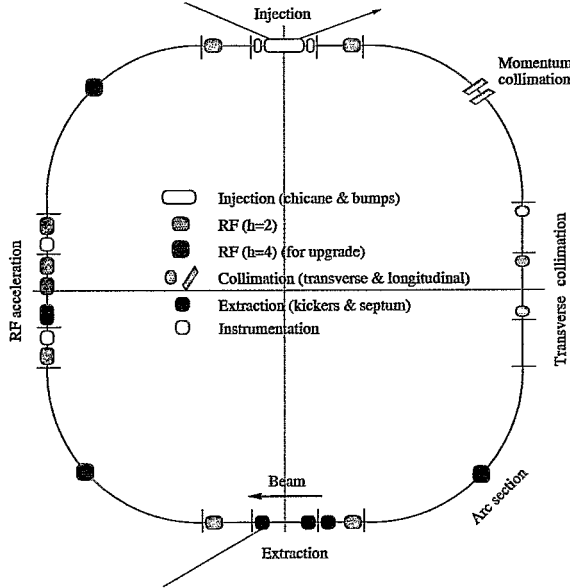 Injection
Momentum
collimation
Injection (chicane & bumps)
RF (h=2)
RF (h=4) (for upgrade)
Collimation (transverse & longitudinal)
Extraction (kickers & septum)
Instrumentation
RF acceleration
Transverse collimation
Beam
Arc section
Extraction